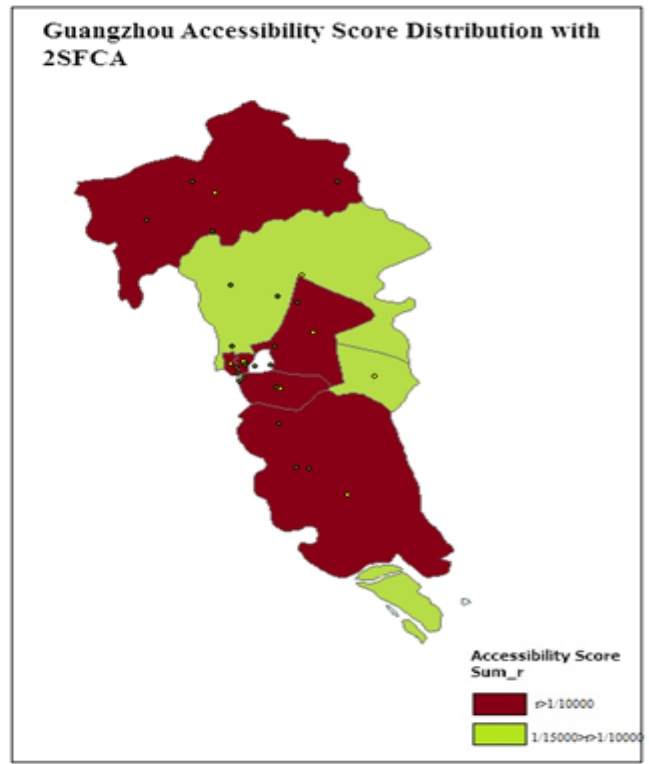 Guangzhou Accessibility Score Distribution with
2SFCA
Accessibility Score
Sum_r
r>1/10000
1/15000>r>1/10000